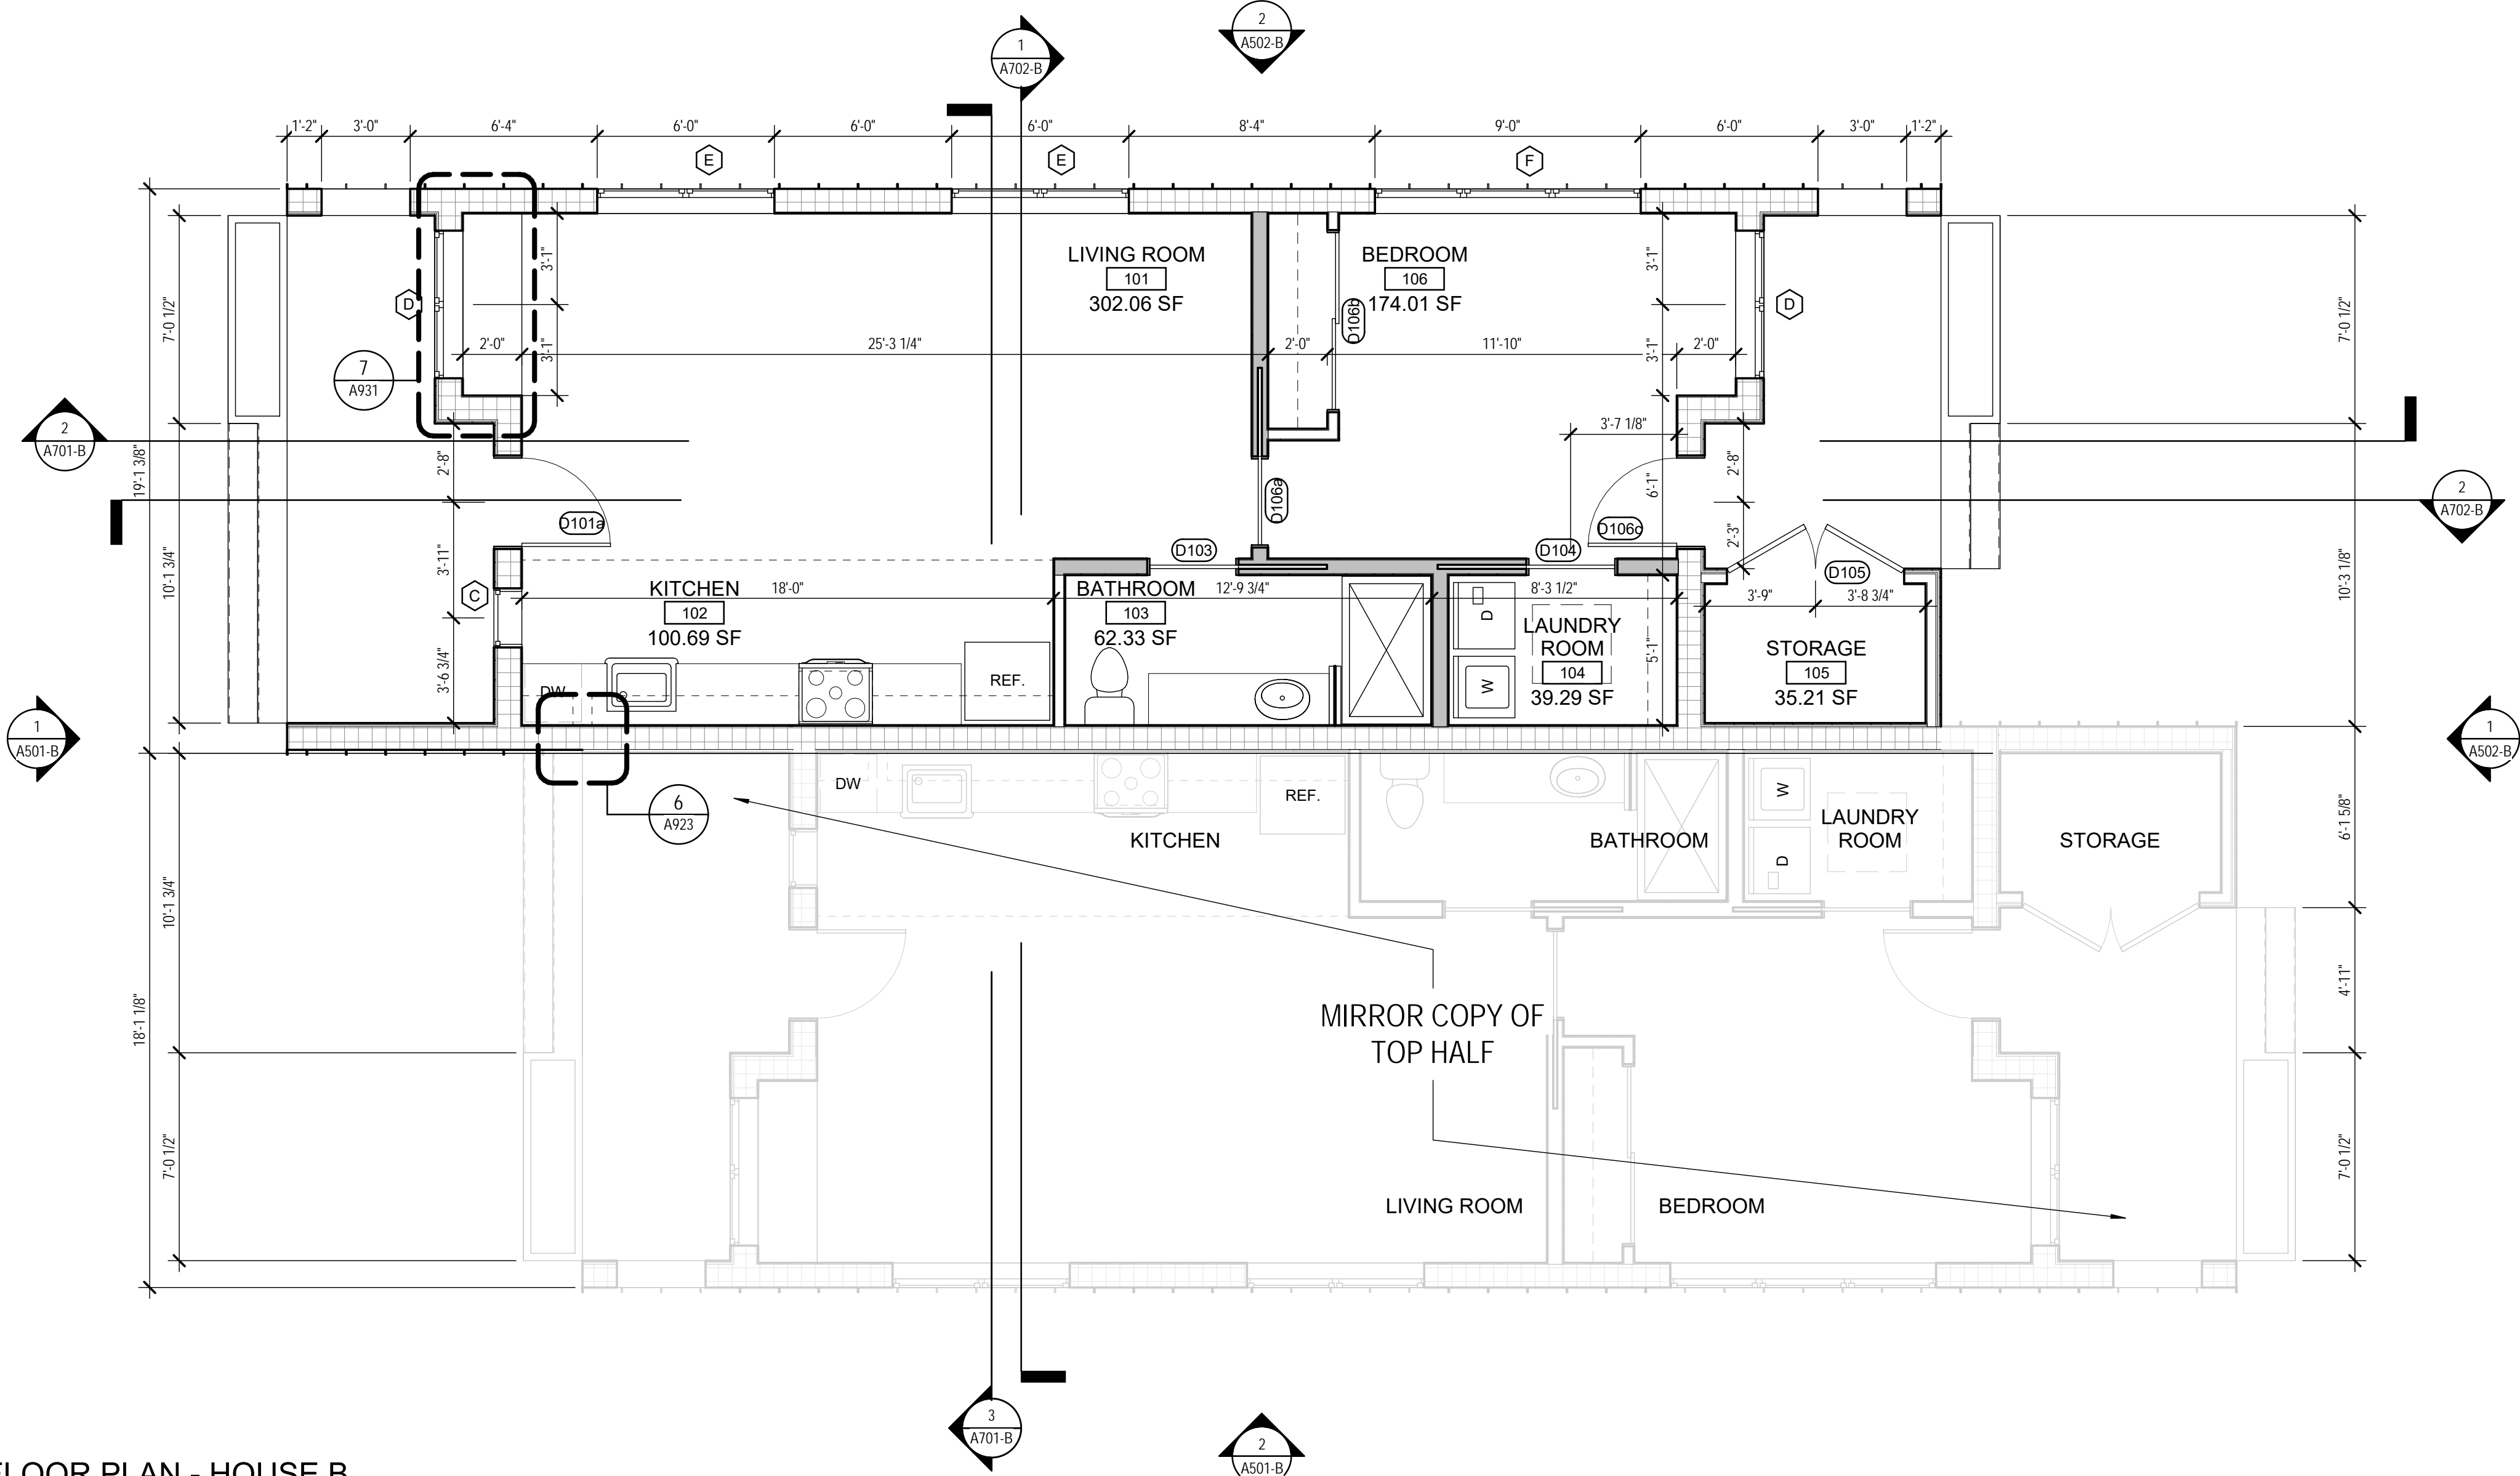 2
A502-B
1
A702-B
1'-2"
3'-0"
6'-4"
6'-0"
6'-0"
6'-0"
8'-4"
9'-0"
6'-0"
3'-0"
1'-2"
E
E
F
LIVING ROOM
101
302.06 SF
BEDROOM
106
174.01 SF
D106b
D
D
3'-1"
3'-1"
3'-1"
3'-1"
7'-0 1/2"
7'-0 1/2"
2'-0"
25'-3 1/4"
2'-0"
11'-10"
2'-0"
7
A931
2
A701-B
19'-1 3/8"
2'-8"
3'-7 1/8"
2'-8"
6'-1"
D106a
2
A702-B
D101a
D106c
2'-3"
3'-11"
D103
D104
D105
10'-1 3/4"
10'-3 1/8"
C
KITCHEN
102
100.69 SF
18'-0"
BATHROOM
103
62.33 SF
12'-9 3/4"
8'-3 1/2"
3'-9"
3'-8 3/4"
D
W
LAUNDRY
ROOM
104
39.29 SF
5'-1"
STORAGE
105
35.21 SF
3'-6 3/4"
DW
REF.
1
A501-B
1
A502-B
DW
REF.
W
D
6
A923
KITCHEN
BATHROOM
LAUNDRY
ROOM
STORAGE
6'-1 5/8"
10'-1 3/4"
4'-11"
18'-1 1/8"
MIRROR COPY OF
TOP HALF
7'-0 1/2"
7'-0 1/2"
LIVING ROOM
BEDROOM
3
A701-B
2
A501-B
FLOOR PLAN - HOUSE B